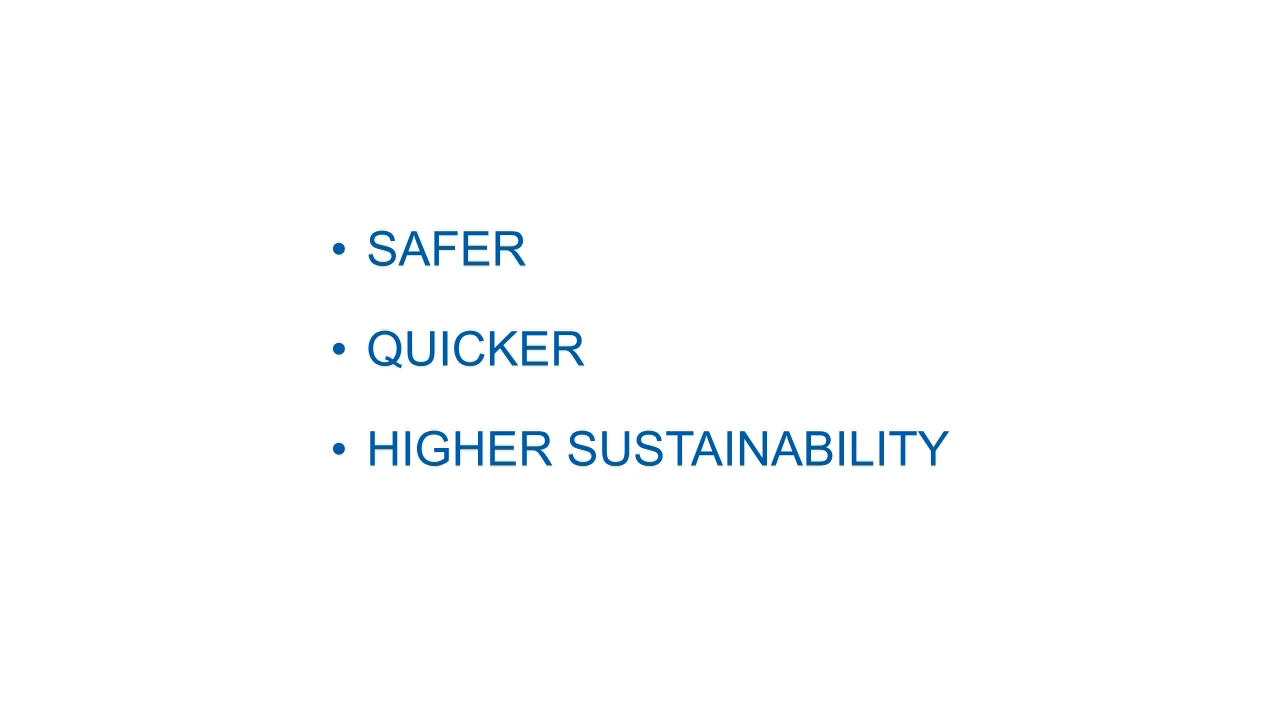 • SAFER
• QUICKER
• HIGHER SUSTAINABILITY